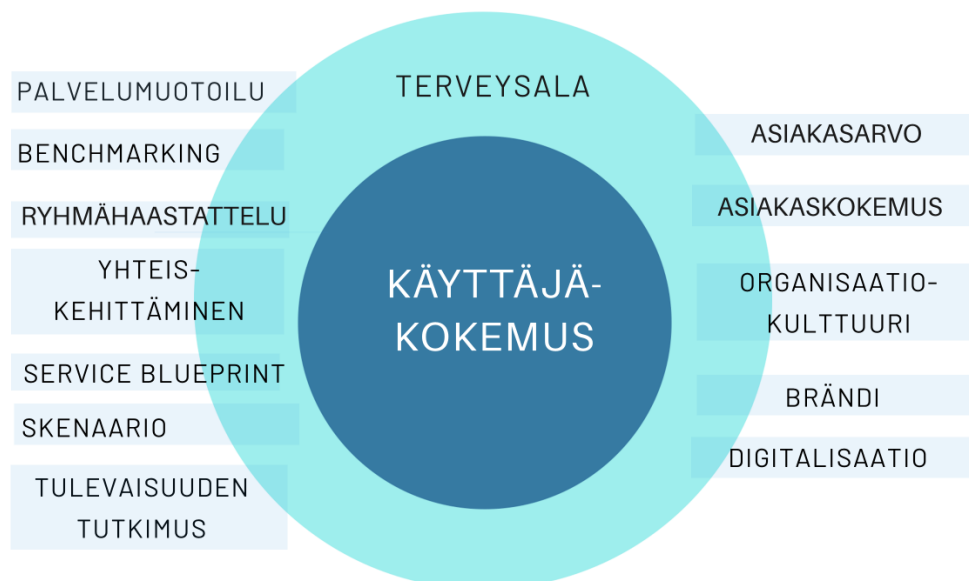 TERVEYSALA
PALVELUMUOTOILU
BENCHMARKING
RYHMÄHAASTATTELU
YHTEIS-
KEHITTÄMINEN
SERVICE BLUEPRINT
SKENAARIO
TULEVAISUUDEN
TUTKIMUS
KÄYTTÄJÄ-
KOKEMUS
ASIAKASARVO
ASIAKASKOKEMUS
ORGANISAATIO-
KULTTUURI
BRÄNDI
DIGITALISAATIO